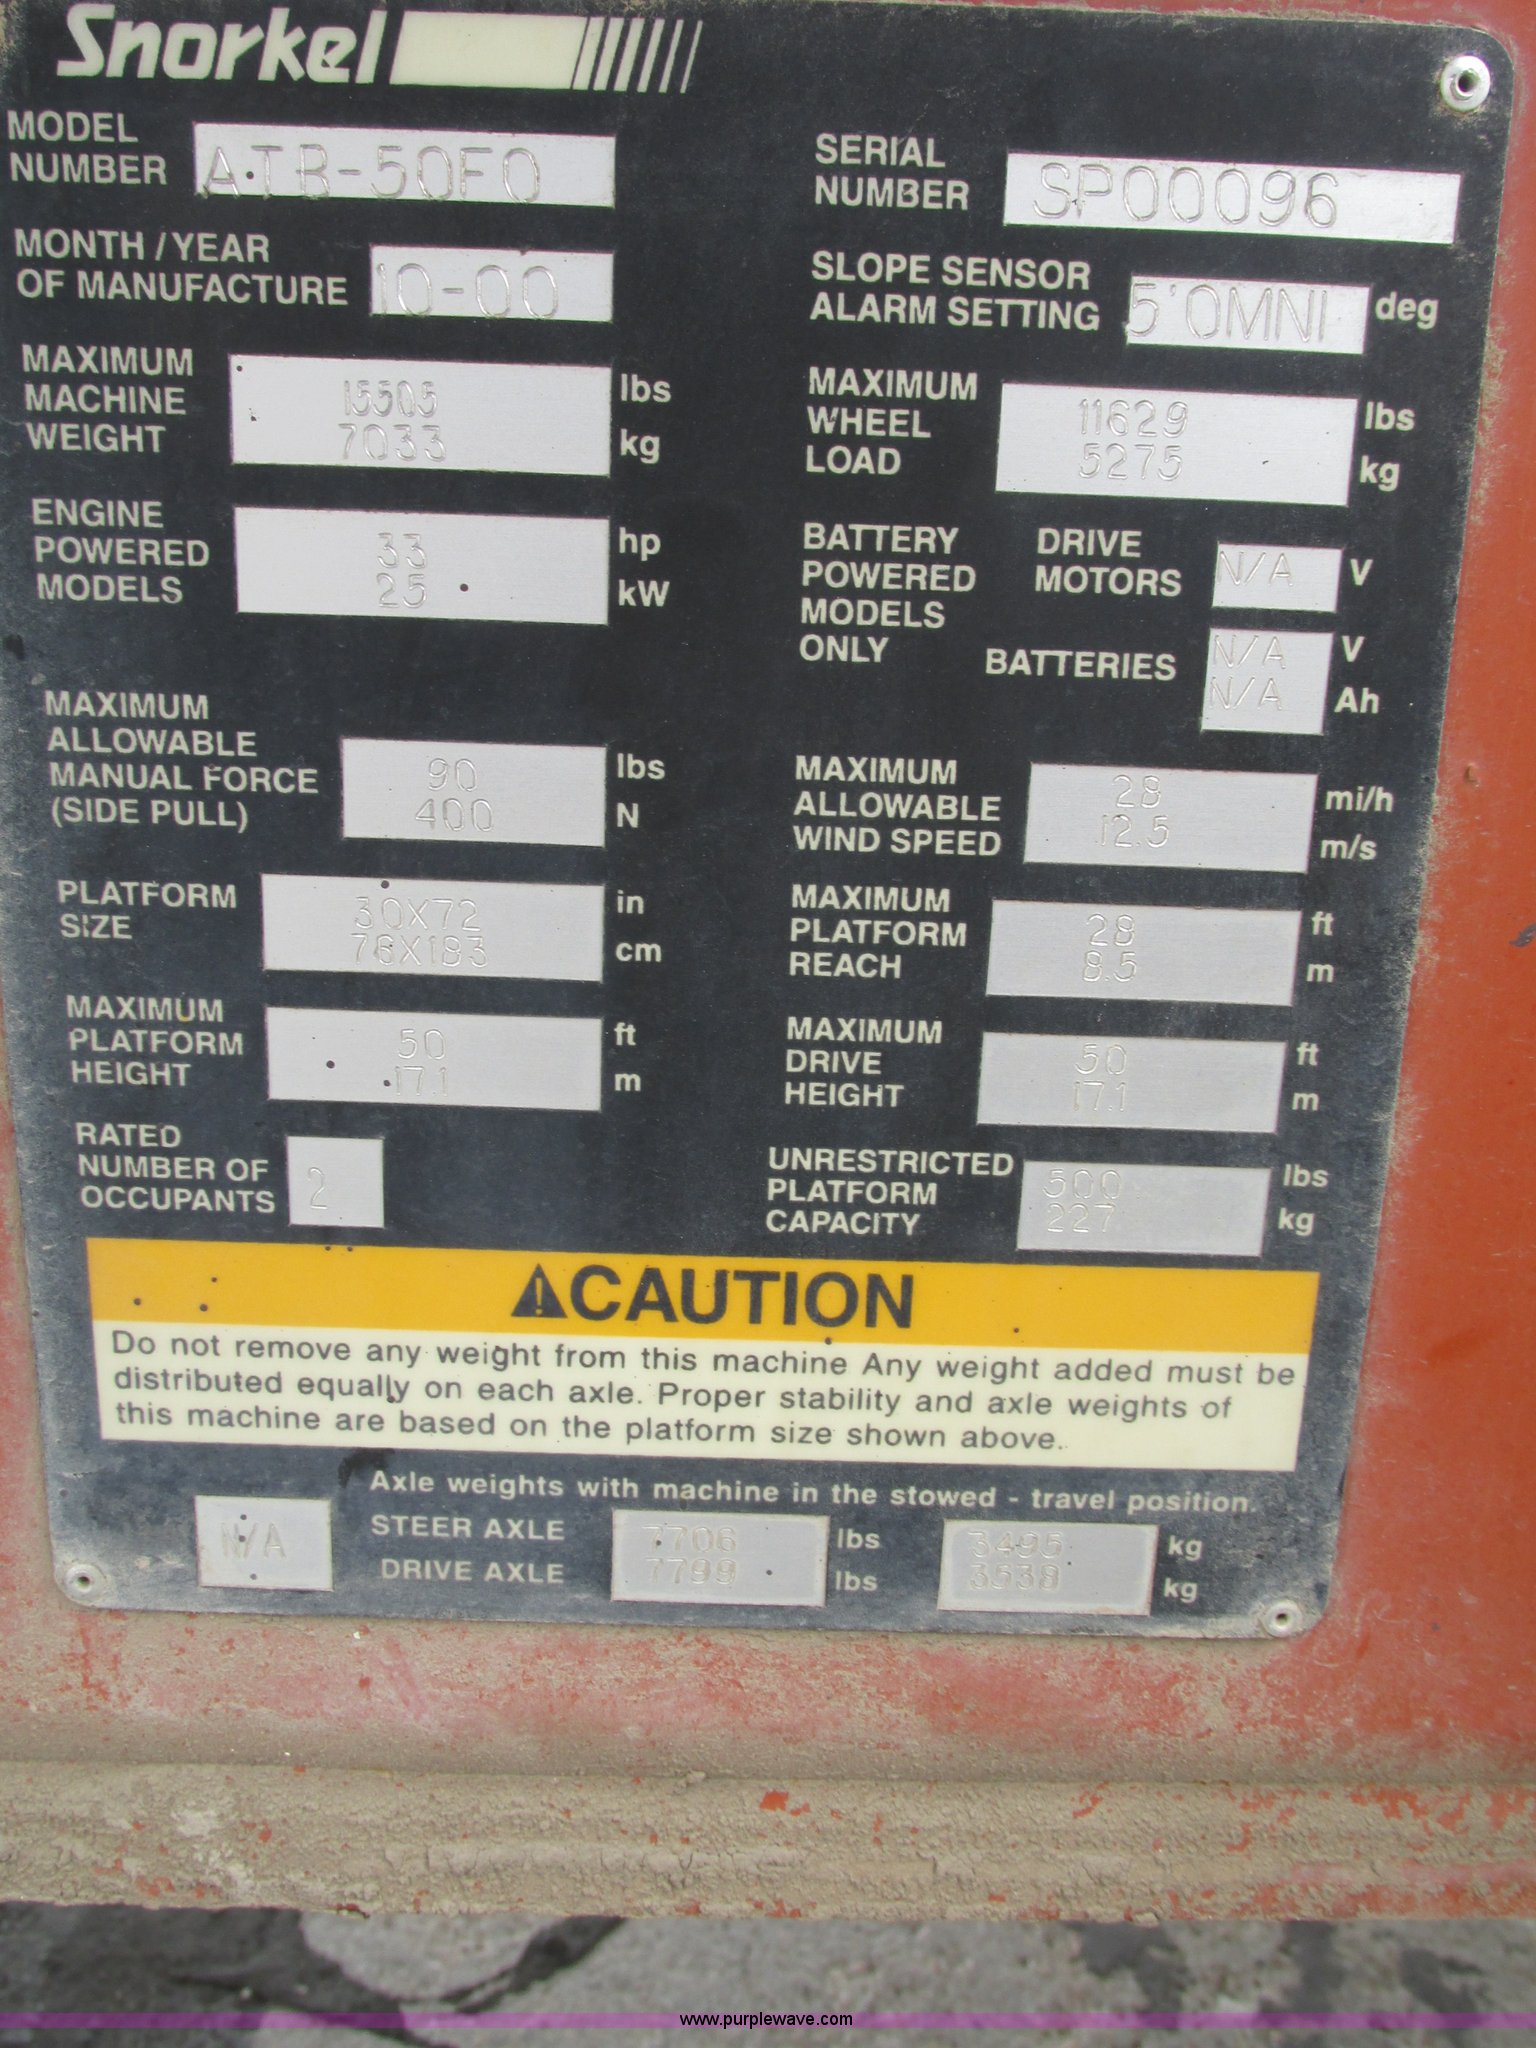 Snorkel
MODEL
NUMBER ATB-50FO
SERIAL
NUMBER SP00096
MONTH / YEAR
OF MANUFACTURE 10-00
SLOPE SENSOR
ALARM SETTING 5'OMNI deg
MAXIMUM
MACHINE
WEIGHT
15505 lbs
7033 kg
MAXIMUM
WHEEL
LOAD
11629 lbs
5275 kg
ENGINE
POWERED
MODELS
33 hp
25 kW
BATTERY
POWERED
MODELS
ONLY
DRIVE
MOTORS N/A V
BATTERIES
N/A V
N/A Ah
MAXIMUM
ALLOWABLE
MANUAL FORCE
(SIDE PULL)
90 lbs
400 N
MAXIMUM
ALLOWABLE
WIND SPEED
28 mi/h
12.5 m/s
PLATFORM
SIZE
30X72 in
76X183 cm
MAXIMUM
PLATFORM
REACH
28 ft
8.5 m
MAXIMUM
PLATFORM
HEIGHT
50 ft
17.1 m
MAXIMUM
DRIVE
HEIGHT
50 ft
17.1 m
RATED
NUMBER OF
OCCUPANTS 2
UNRESTRICTED
PLATFORM
CAPACITY
500 lbs
227 kg
CAUTION
Do not remove any weight from this machine Any weight added must be
distributed equally on each axle. Proper stability and axle weights of
this machine are based on the platform size shown above.
Axle weights with machine in the stowed - travel position.
N/A
STEER AXLE 7706 lbs 3495 kg
DRIVE AXLE 7799 lbs 3538 kg
www.purplewave.com